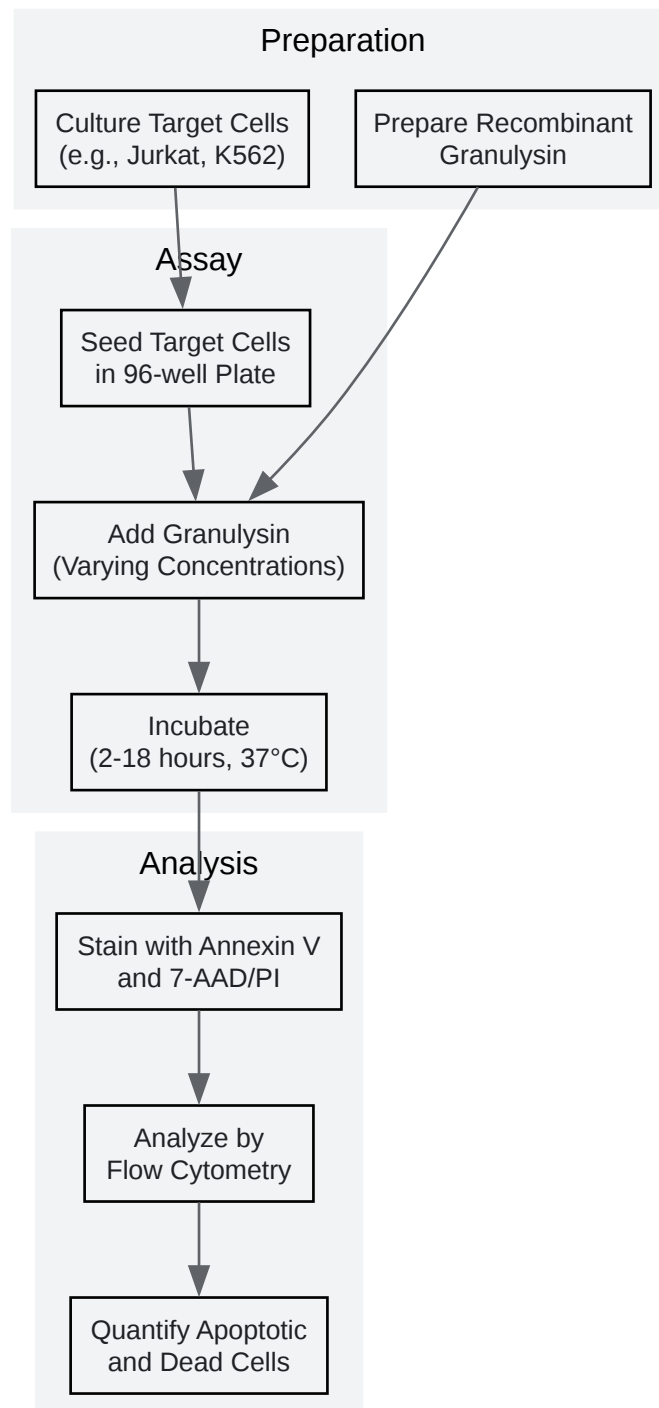 Preparation
Culture Target Cells
(e.g., Jurkat, K562)
Prepare Recombinant
Granulysin
Assay
Seed Target Cells
in 96-well Plate
Add Granulysin
(Varying Concentrations)
Incubate
(2-18 hours, 37°C)
Analysis
Stain with Annexin V
and 7-AAD/PI
Analyze by
Flow Cytometry
Quantify Apoptotic
and Dead Cells